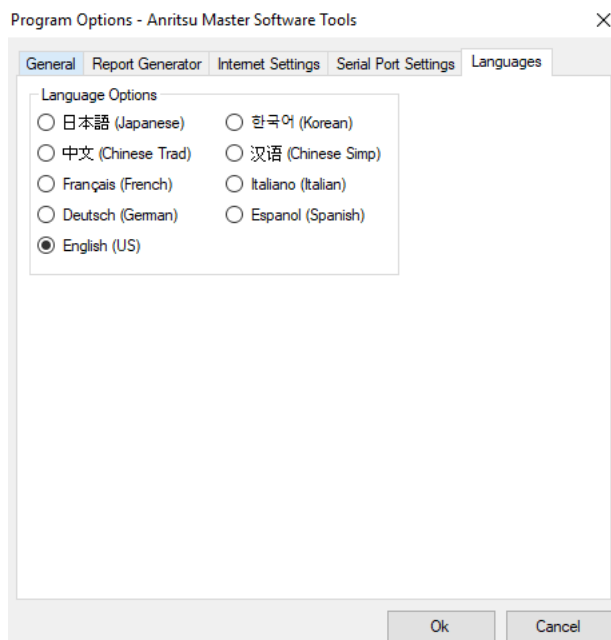 Program Options - Anritsu Master Software Tools
General Report Generator Internet Settings Serial Port Settings Languages
Language Options
日本語 (Japanese) 한국어 (Korean)
中文 (Chinese Trad) 汉语 (Chinese Simp)
Français (French) Italiano (Italian)
Deutsch (German) Espanol (Spanish)
English (US)
Ok Cancel